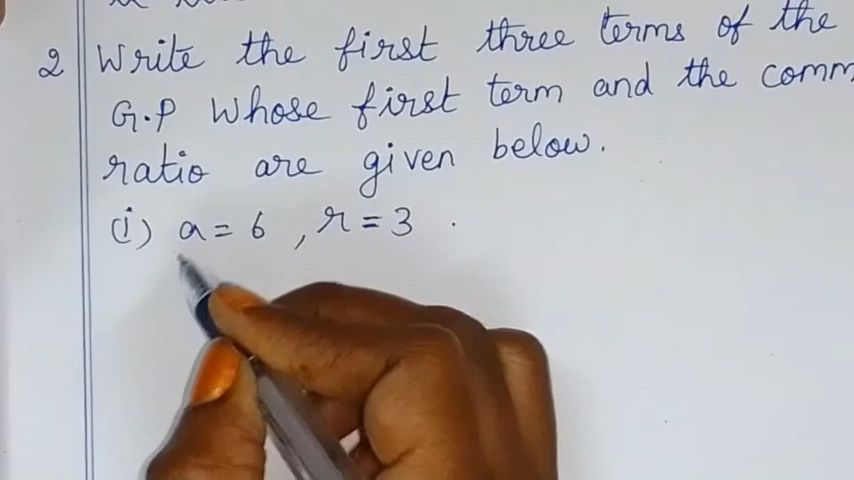 2 Write the first three terms of the
G.P Whose first term and the comm
ratio are given below.
(i) a = 6 , r = 3 .